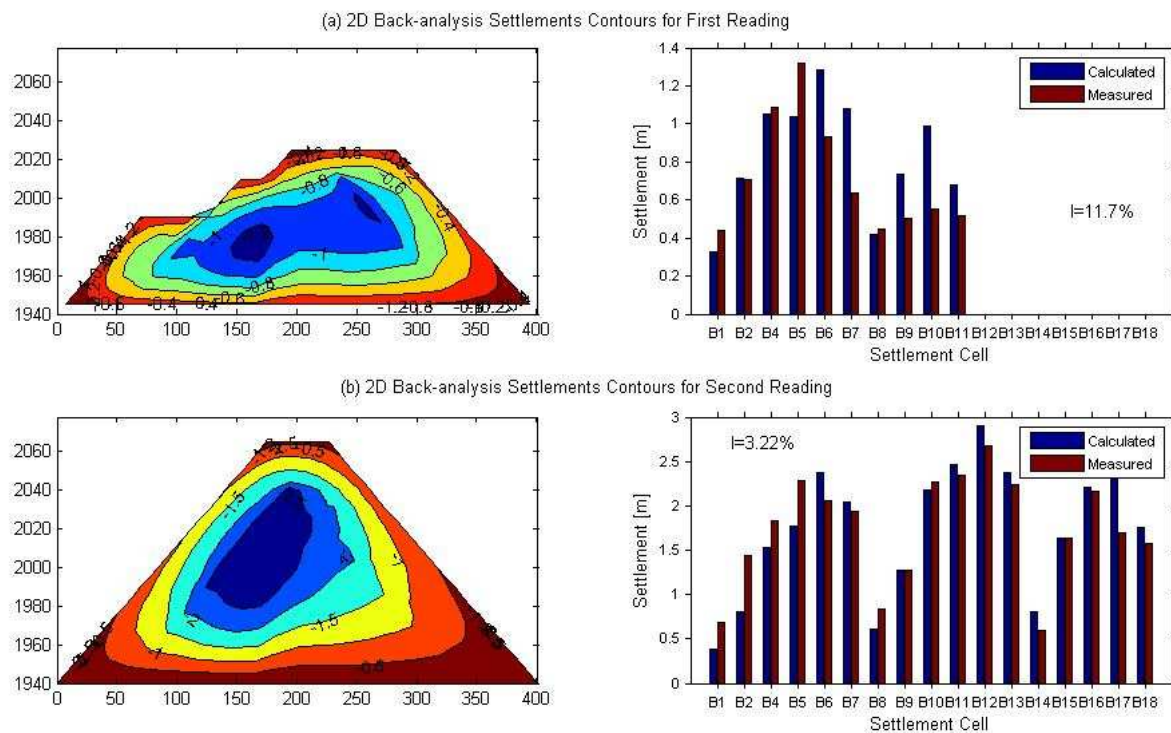 (a) 2D Back-analysis Settlements Contours for First Reading
2060
2040
2020
2000
1980
1960
1940
0 50 100 150 200 250 300 350 400
-0.8
-0.6
-0.4
-1
-1
-0.8
-0.4
1.4
1.2
1
0.8
0.6
0.4
0.2
0
Settlement [m]
Calculated
Measured
I=11.7%
B1 B2 B4 B5 B6 B7 B8 B9 B10 B11 B12 B13 B14 B15 B16 B17 B18
Settlement Cell
(b) 2D Back-analysis Settlements Contours for Second Reading
2060
2040
2020
2000
1980
1960
1940
0 50 100 150 200 250 300 350 400
-1.5
-1.5
-1
3
2.5
2
1.5
1
0.5
0
Settlement [m]
I=3.22%
Calculated
Measured
B1 B2 B4 B5 B6 B7 B8 B9 B10 B11 B12 B13 B14 B15 B16 B17 B18
Settlement Cell